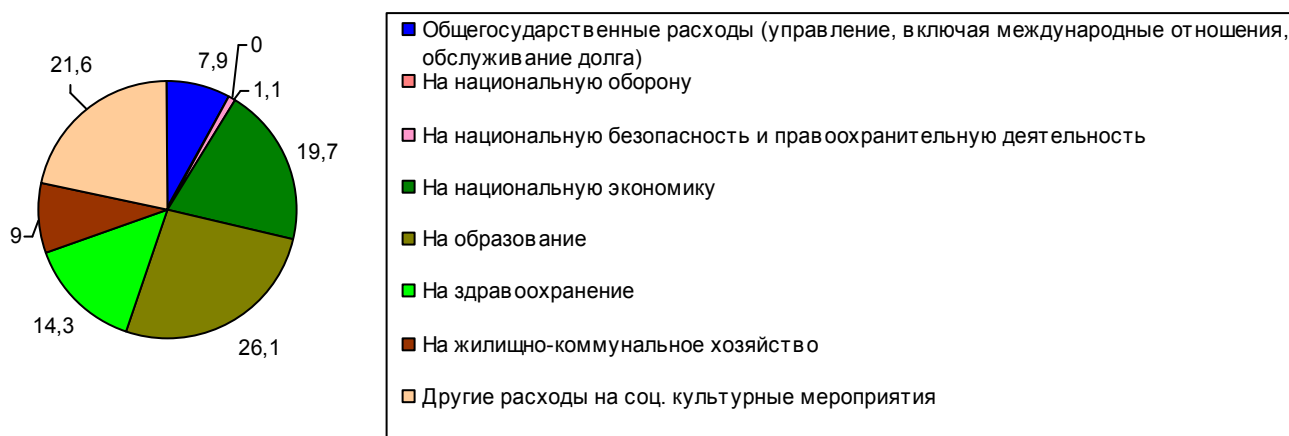 0
7,9
21,6
1,1
19,7
9
14,3
26,1
Общегосударственные расходы (управление, включая международные отношения,
обслуживание долга)
На национальную оборону
На национальную безопасность и правоохранительную деятельность
На национальную экономику
На образование
На здравоохранение
На жилищно-коммунальное хозяйство
Другие расходы на соц. культурные мероприятия